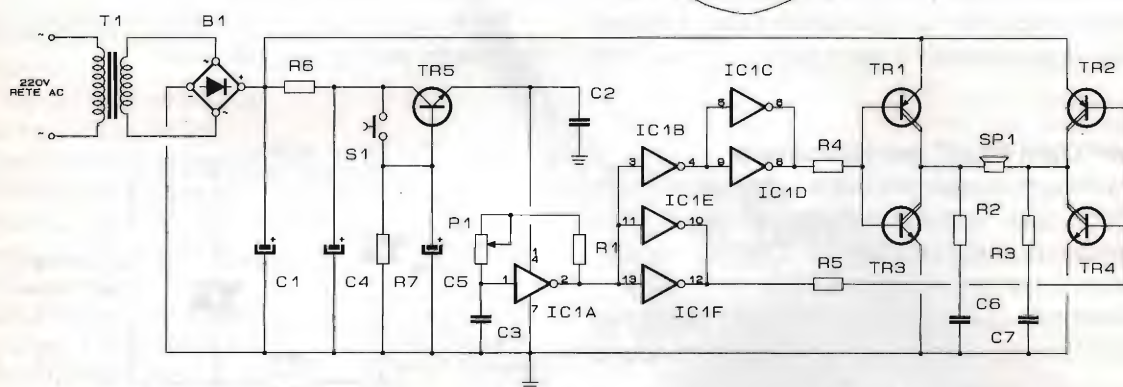 T1
B1
220V
RETE AC
~
~
~
~
-
+
R6
TR5
C2
S1
IC1B
IC1C
IC1D
IC1E
IC1F
IC1A
5
6
3
4
9
8
11
10
13
12
1
2
1
4
7
R4
R5
TR1
TR2
TR3
TR4
SP1
R2
R3
C6
C7
P1
R1
C3
+
C1
+
C4
R7
+
C5